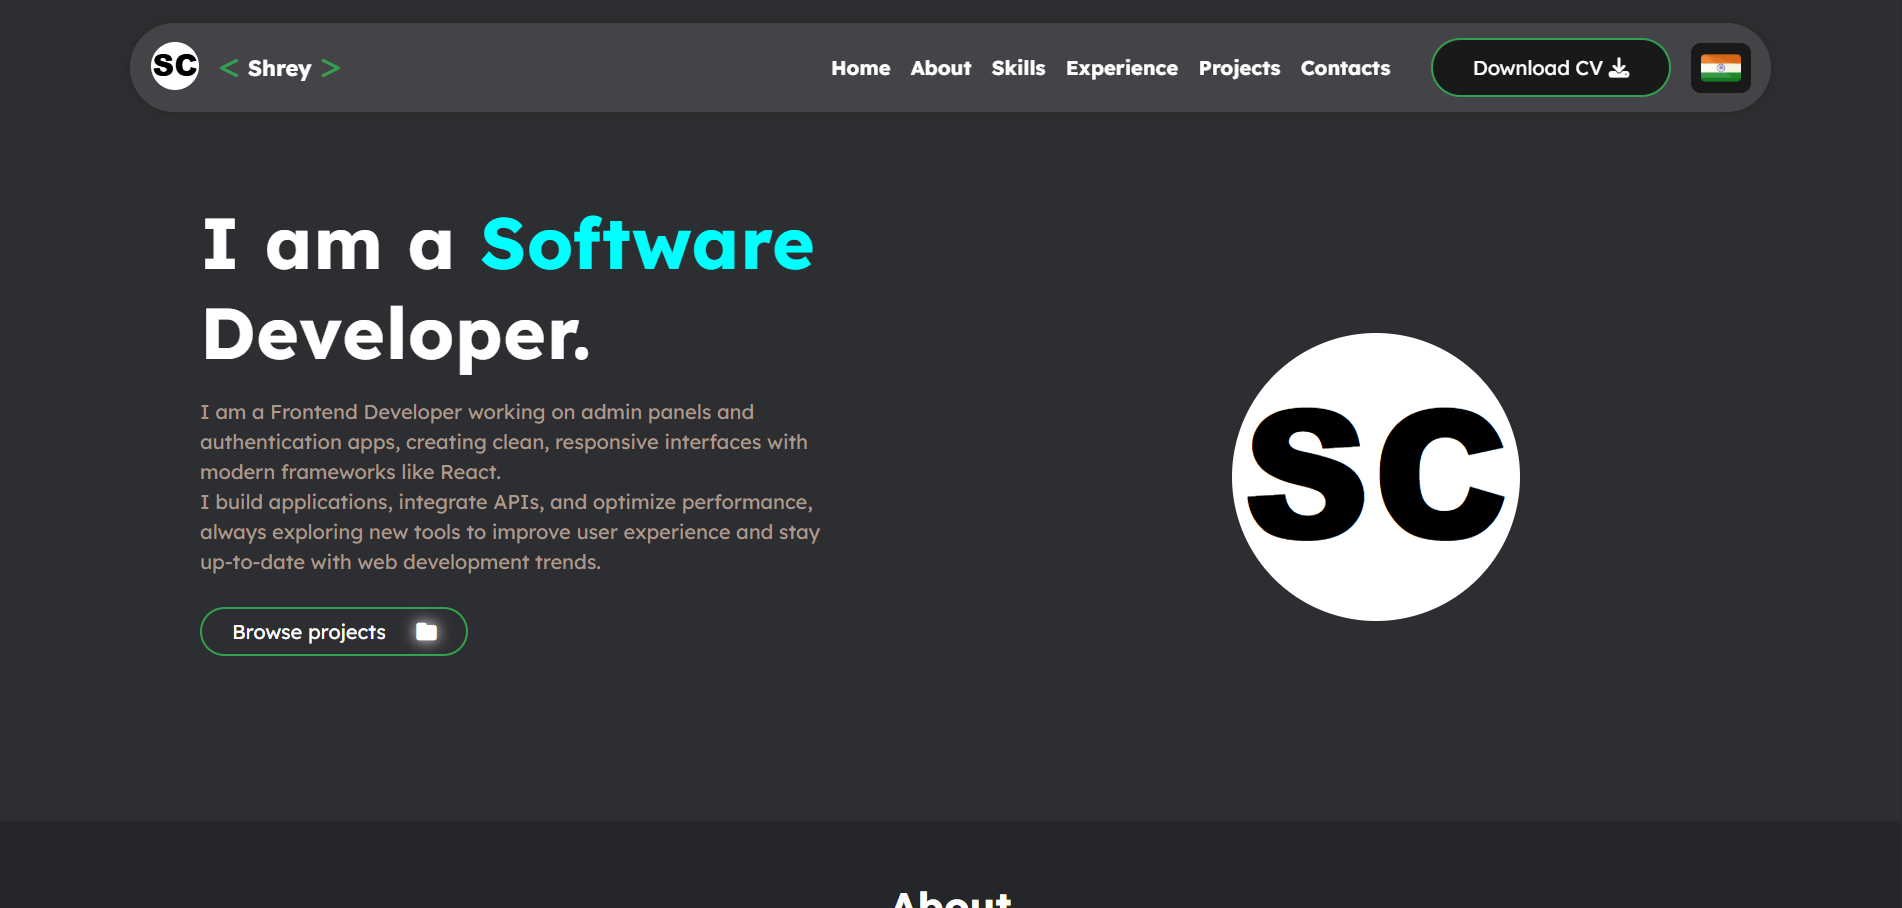 SC < Shrey > Home About Skills Experience Projects Contacts Download CV
I am a Software
Developer.
I am a Frontend Developer working on admin panels and
authentication apps, creating clean, responsive interfaces with
modern frameworks like React.
I build applications, integrate APIs, and optimize performance,
always exploring new tools to improve user experience and stay
up-to-date with web development trends.
Browse projects
SC
About